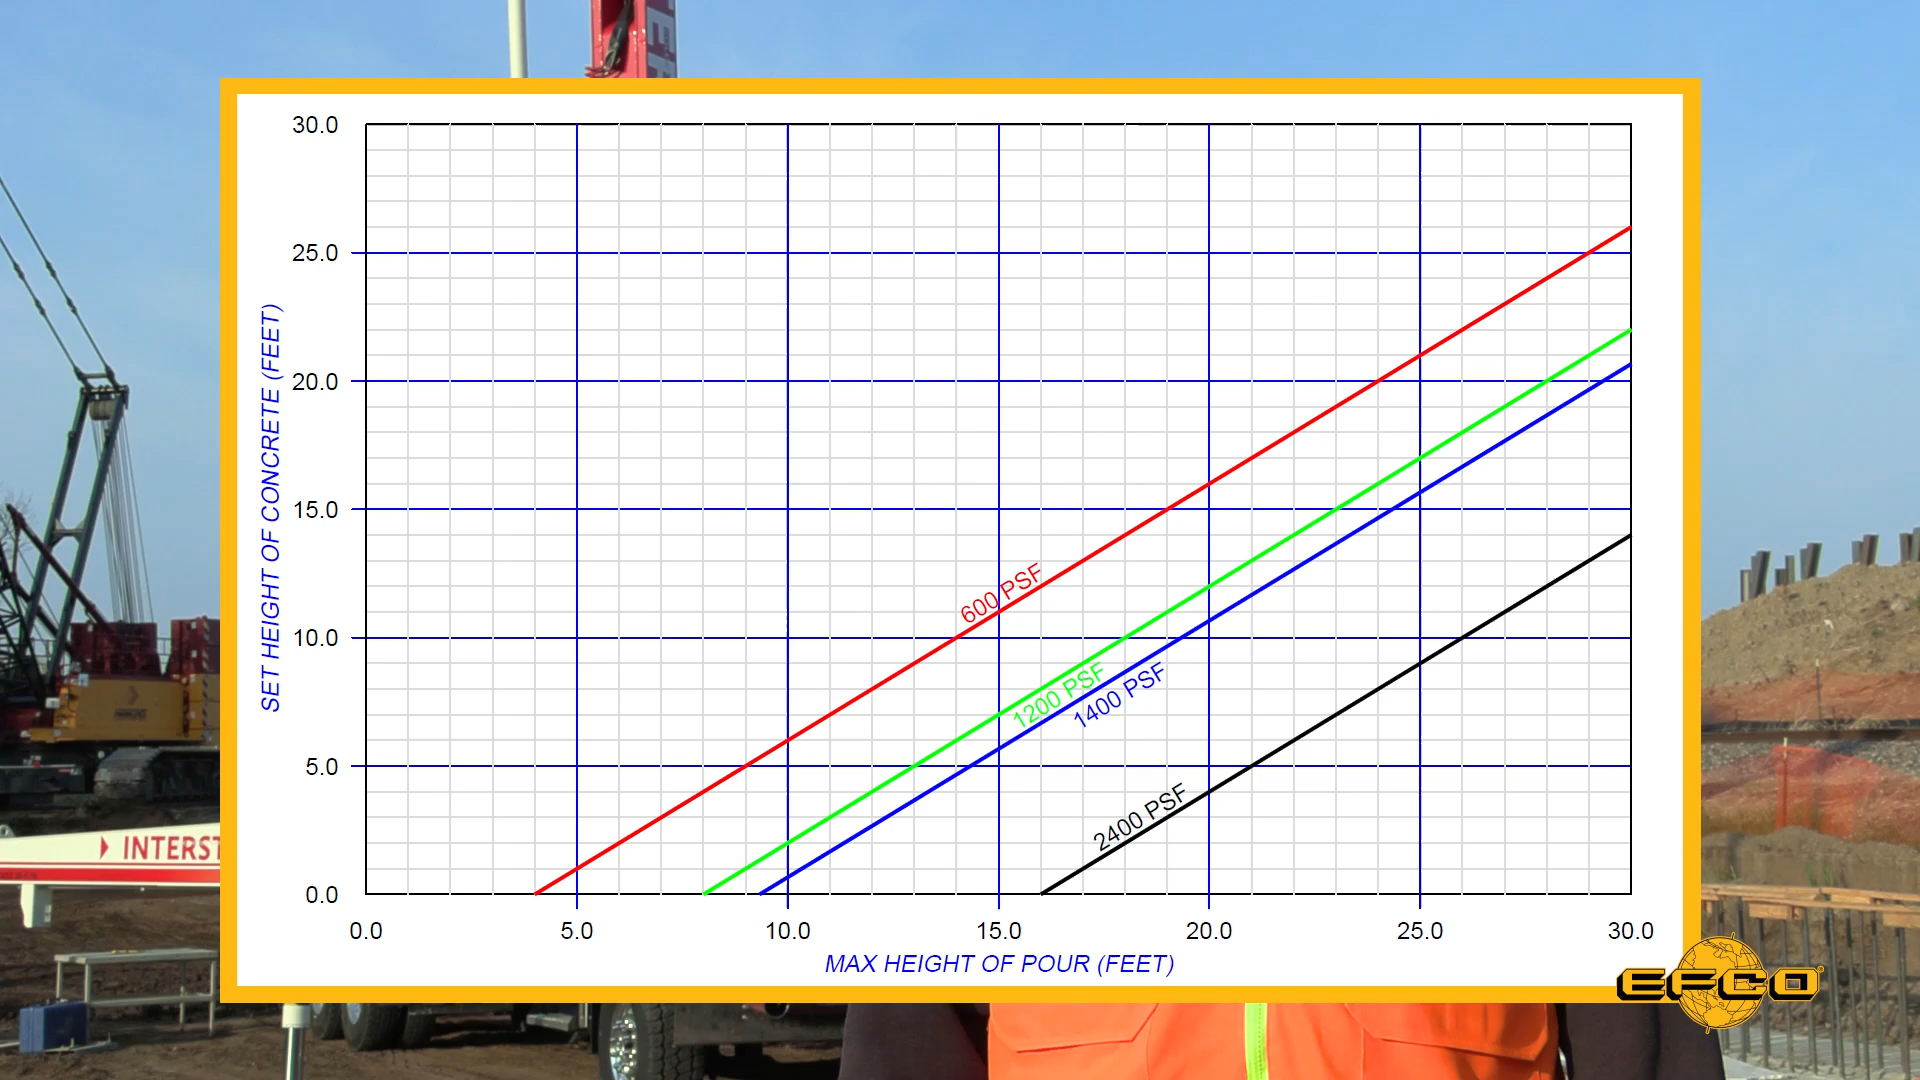 30.0
25.0
20.0
15.0
10.0
5.0
0.0
SET HEIGHT OF CONCRETE (FEET)
600 PSF
1200 PSF
1400 PSF
2400 PSF
0.0 5.0 10.0 15.0 20.0 25.0 30.0
MAX HEIGHT OF POUR (FEET)
INTERST
EFCO